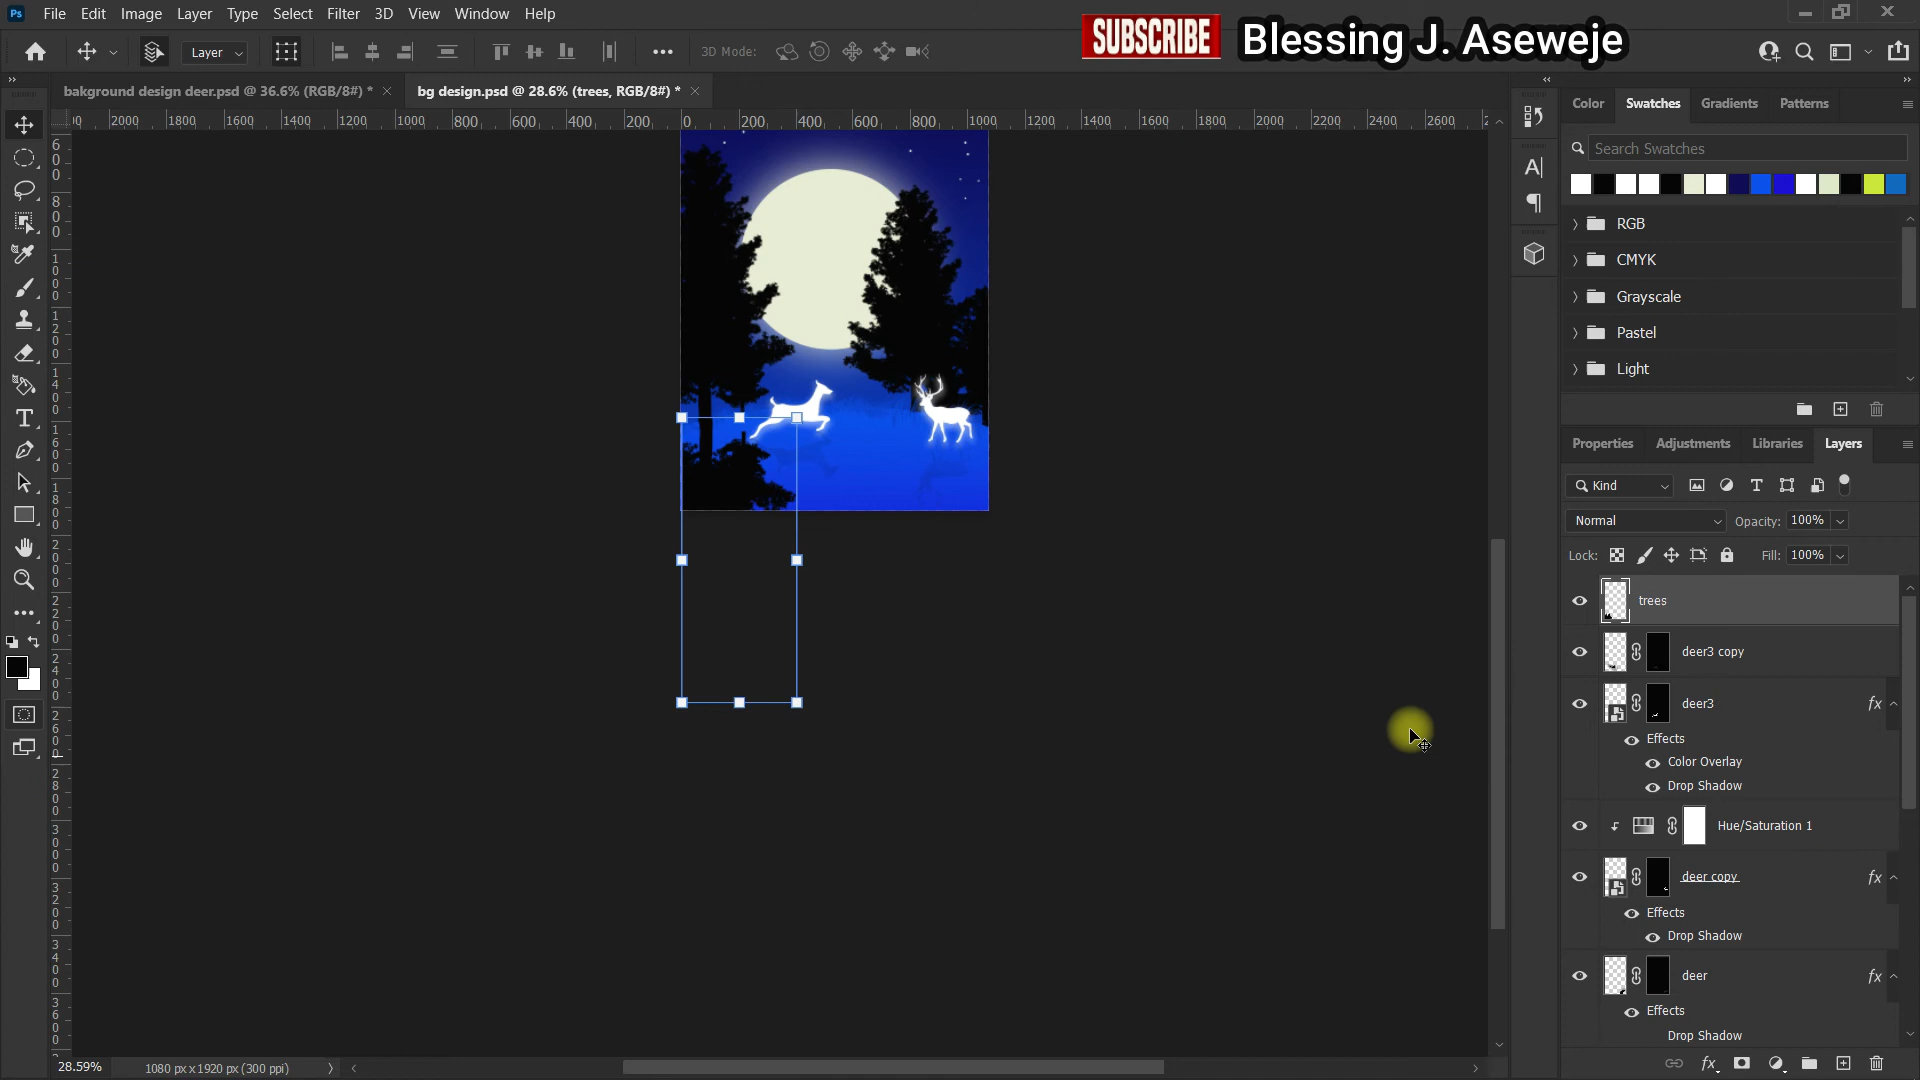 Ps File Edit Image Layer Type Select Filter 3D View Window Help
SUBSCRIBE Blessing J. Aseweje
Layer 3D Mode:
bakground design deer.psd @ 36.6% (RGB/8#) *
bg design.psd @ 28.6% (trees, RGB/8#) *
2000 1800 1600 1400 1200 1000 800 600 400 200 0 200 400 600 800 1000 1200 1400 1600 1800 2000 2200 2400 2600
Color Swatches Gradients Patterns
Search Swatches
RGB
CMYK
Grayscale
Pastel
Light
Properties Adjustments Libraries Layers
Kind
Normal Opacity: 100%
Lock: Fill: 100%
trees
deer3 copy
deer3 fx
Effects
Color Overlay
Drop Shadow
Hue/Saturation 1
deer copy fx
Effects
Drop Shadow
deer fx
Effects
Drop Shadow
28.59% 1080 px x 1920 px (300 ppi)